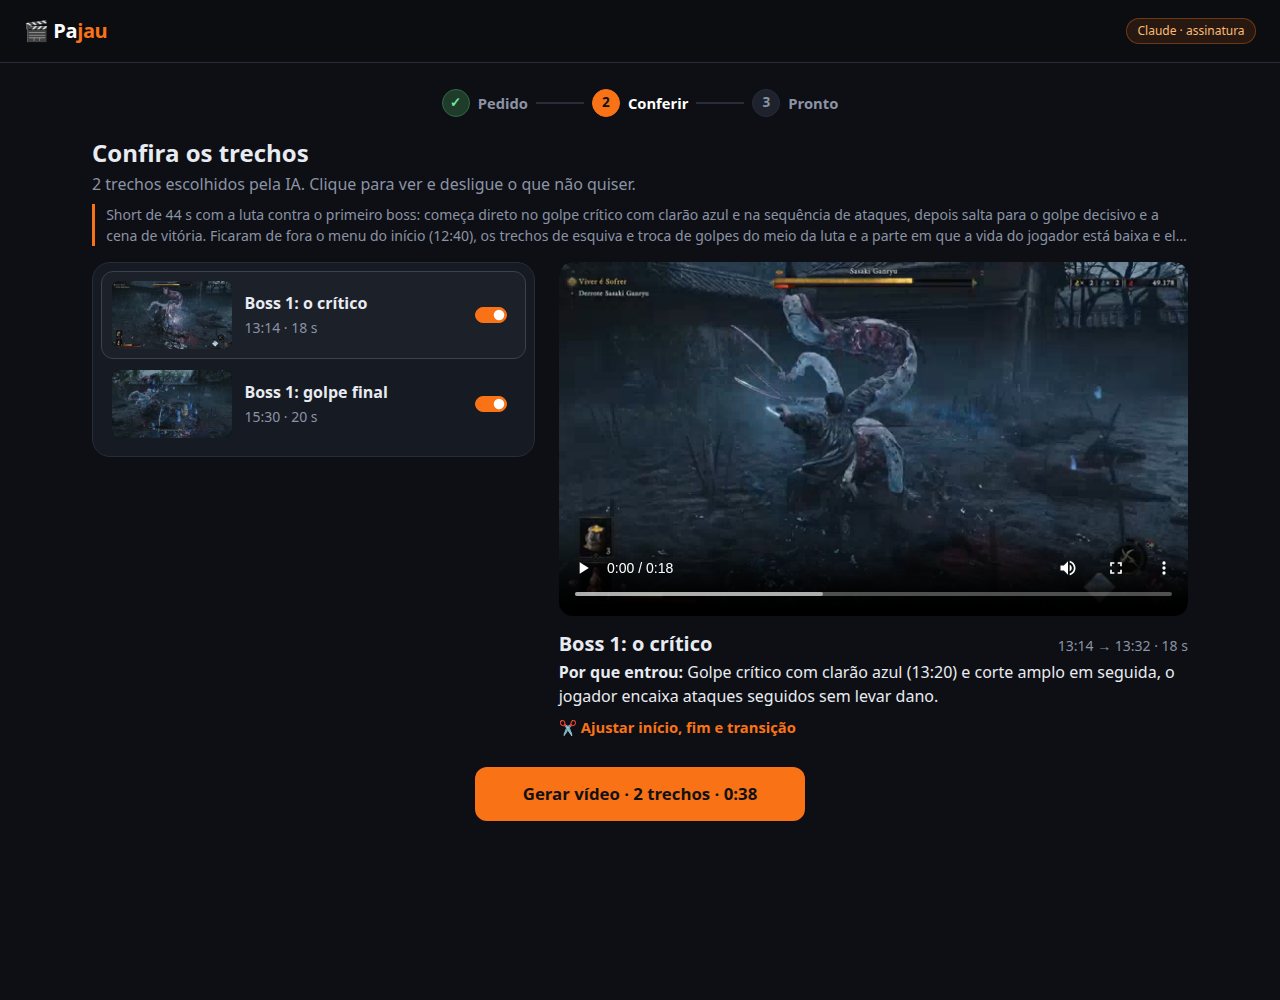 Pajau
Claude · assinatura
✓ Pedido
2 Conferir
3 Pronto
Confira os trechos
2 trechos escolhidos pela IA. Clique para ver e desligue o que não quiser.
Short de 44 s com a luta contra o primeiro boss: começa direto no golpe crítico com clarão azul e na sequência de ataques, depois salta para o golpe decisivo e a
cena de vitória. Ficaram de fora o menu do início (12:40), os trechos de esquiva e troca de golpes do meio da luta e a parte em que a vida do jogador está baixa e el...
Boss 1: o crítico
13:14 · 18 s
Boss 1: golpe final
15:30 · 20 s
Sasaki Ganryu
Viver é Sofrer
Derrote Sasaki Ganryu
2
2
49.178
3
0:00 / 0:18
Boss 1: o crítico
13:14 → 13:32 · 18 s
Por que entrou: Golpe crítico com clarão azul (13:20) e corte amplo em seguida, o
jogador encaixa ataques seguidos sem levar dano.
Ajustar início, fim e transição
Gerar vídeo · 2 trechos · 0:38